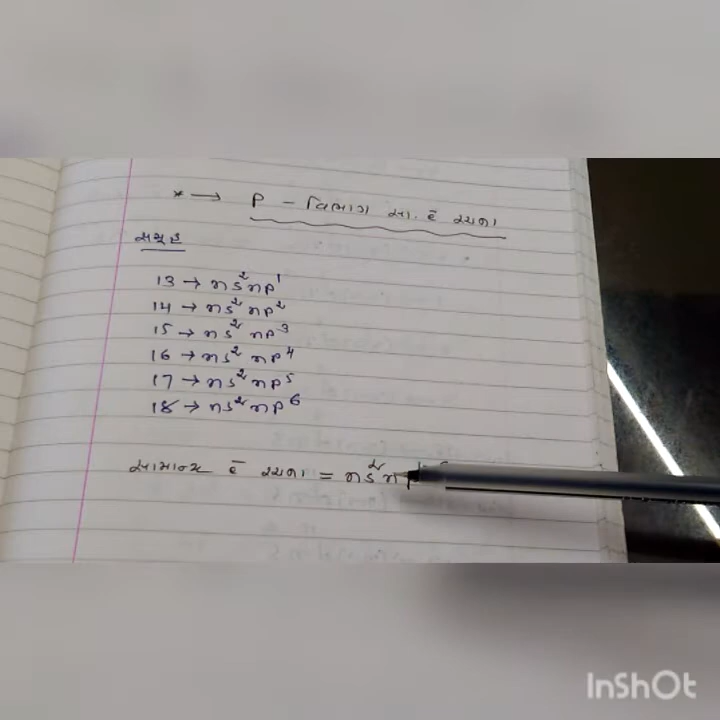 * → P - વિભાગ સા. ē રચના
સમૂહ
13 → ns²np¹
14 → ns²np²
15 → ns²np³
16 → ns²np⁴
17 → ns²np⁵
18 → ns²np⁶
સામાન્ય ē રચના = ns²np
InShOt